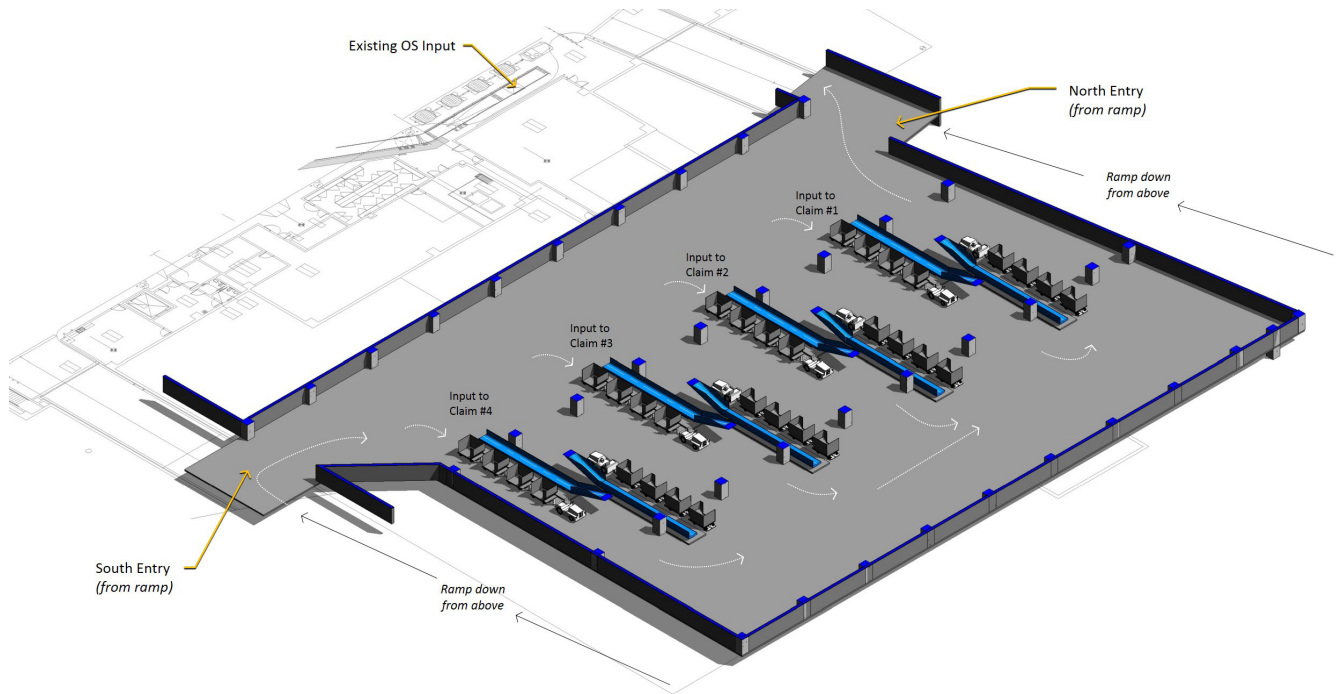 Existing OS Input
North Entry
(from ramp)
Ramp down
from above
Input to
Claim #1
Input to
Claim #2
Input to
Claim #3
Input to
Claim #4
South Entry
(from ramp)
Ramp down
from above